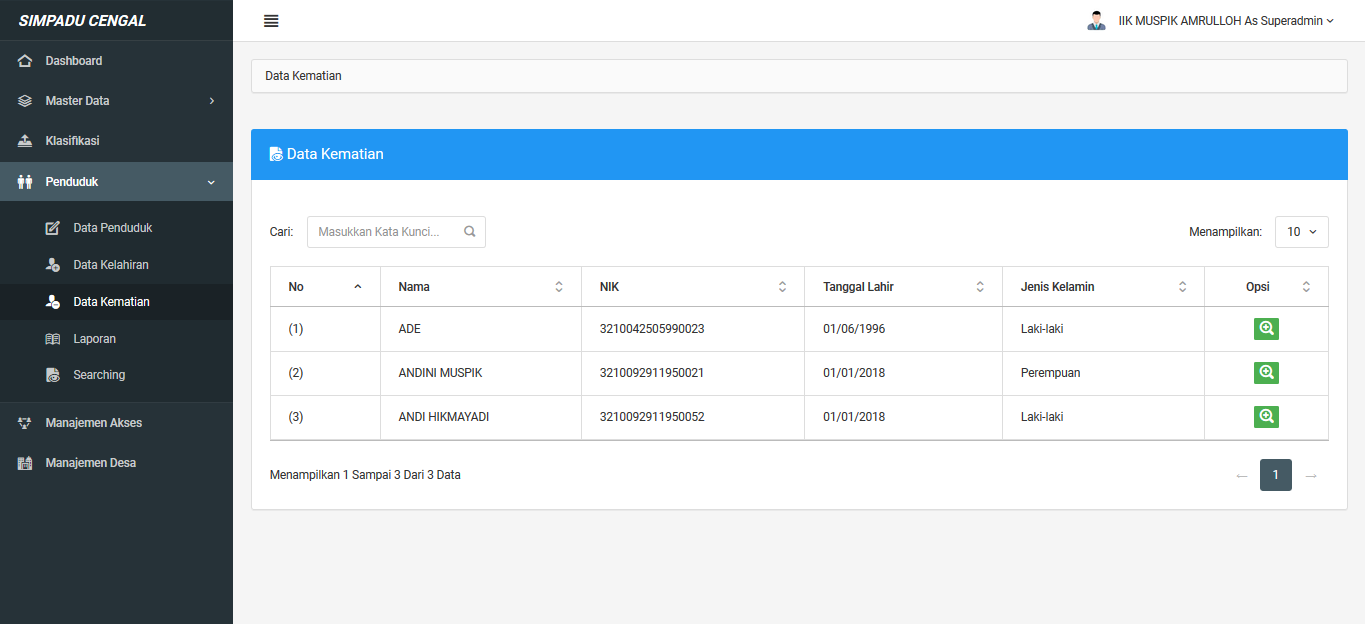 SIMPADU CENGAL
IIK MUSPIK AMRULLOH As Superadmin
Dashboard
Master Data
Klasifikasi
Penduduk
Data Penduduk
Data Kelahiran
Data Kematian
Laporan
Searching
Manajemen Akses
Manajemen Desa
Data Kematian
Data Kematian
Cari: Masukkan Kata Kunci... Menampilkan: 10
No Nama NIK Tanggal Lahir Jenis Kelamin Opsi
(1) ADE 3210042505990023 01/06/1996 Laki-laki
(2) ANDINI MUSPIK 3210092911950021 01/01/2018 Perempuan
(3) ANDI HIKMAYADI 3210092911950052 01/01/2018 Laki-laki
Menampilkan 1 Sampai 3 Dari 3 Data ← 1 →